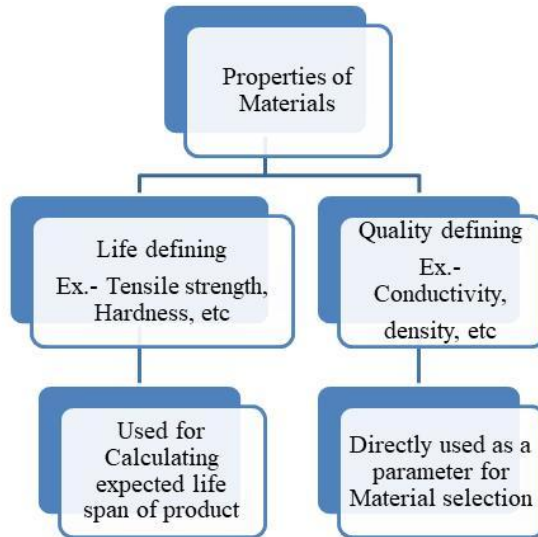 Properties of
Materials
Life defining
Ex.- Tensile strength,
Hardness, etc
Quality defining
Ex.-
Conductivity,
density, etc
Used for
Calculating
expected life
span of product
Directly used as a
parameter for
Material selection